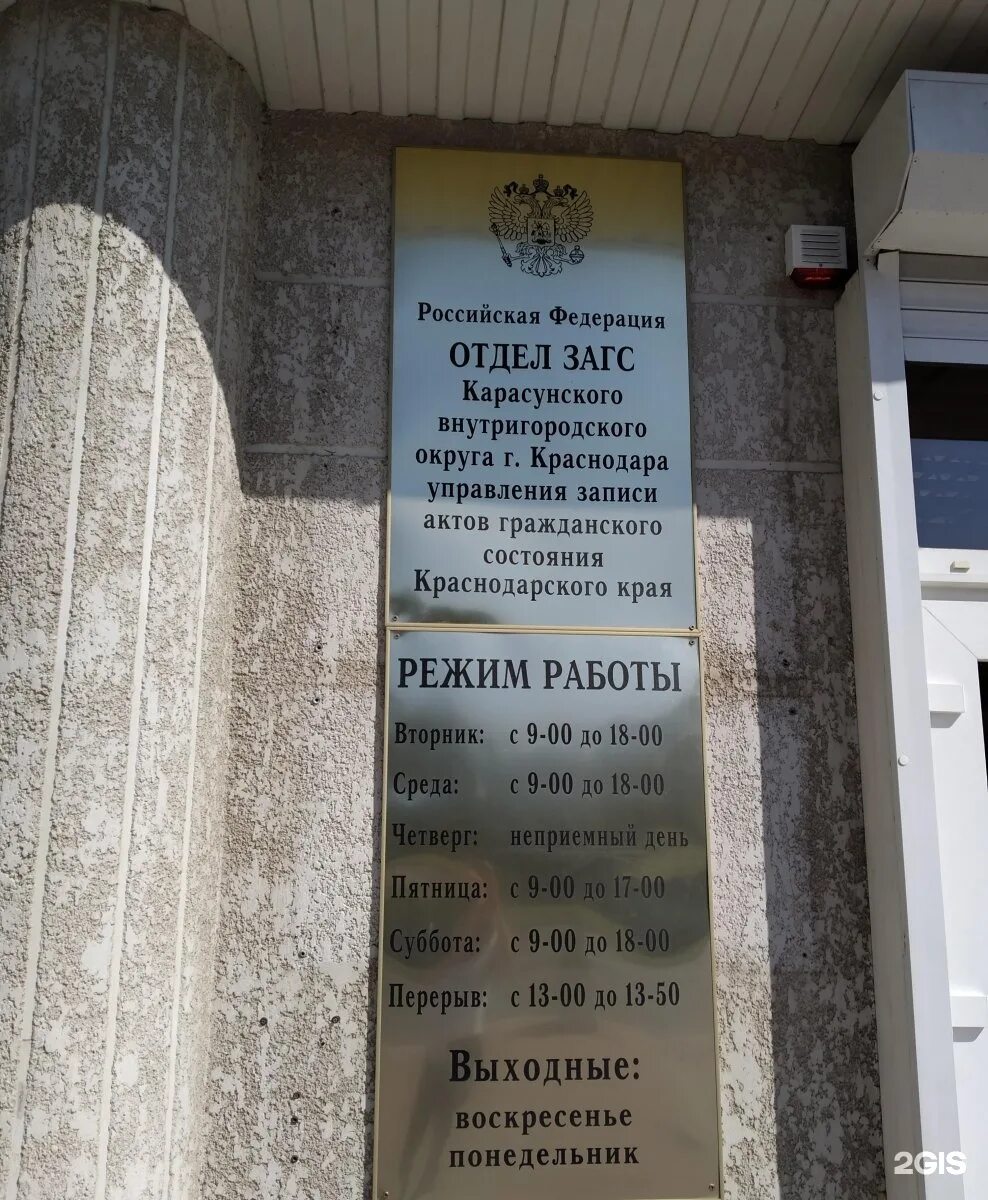 Российская Федерация
ОТДЕЛ ЗАГС
Карасунского
внутригородского
округа г. Краснодара
управления записи
актов гражданского
состояния
Краснодарского края
РЕЖИМ РАБОТЫ
Вторник: с 9-00 до 18-00
Среда: с 9-00 до 18-00
Четверг: неприемный день
Пятница: с 9-00 до 17-00
Суббота: с 9-00 до 18-00
Перерыв: с 13-00 до 13-50
Выходные:
воскресенье
понедельник
2GIS